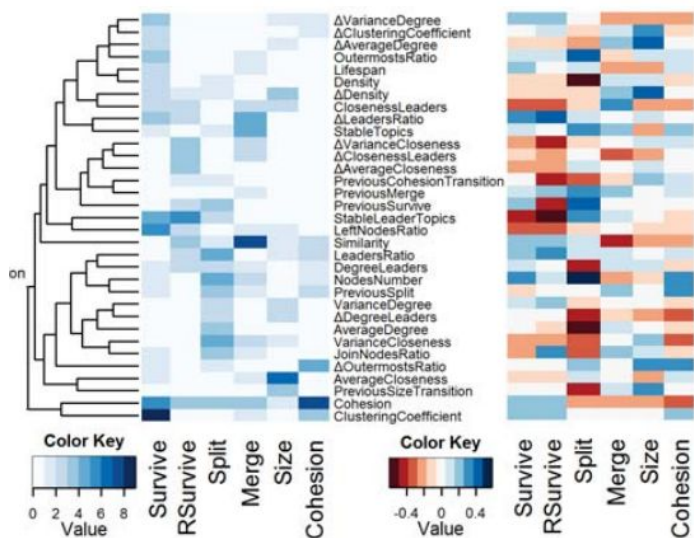 ΔVarianceDegree
ΔClusteringCoefficient
ΔAverageDegree
OutermostsRatio
Lifespan
Density
ΔDensity
ClosenessLeaders
ΔLeadersRatio
StableTopics
ΔVarianceCloseness
ΔClosenessLeaders
ΔAverageCloseness
PreviousCohesionTransition
PreviousMerge
PreviousSurvive
StableLeaderTopics
LeftNodesRatio
Similarity
on
LeadersRatio
DegreeLeaders
NodesNumber
PreviousSplit
VarianceDegree
ΔDegreeLeaders
AverageDegree
VarianceCloseness
JoinNodesRatio
ΔOutermostsRatio
AverageCloseness
PreviousSizeTransition
Cohesion
ClusteringCoefficient
Color Key
0 2 4 6 8
Value
Survive
RSurvive
Split
Merge
Size
Cohesion
Color Key
-0.4 0 0.4
Value
Survive
RSurvive
Split
Merge
Size
Cohesion